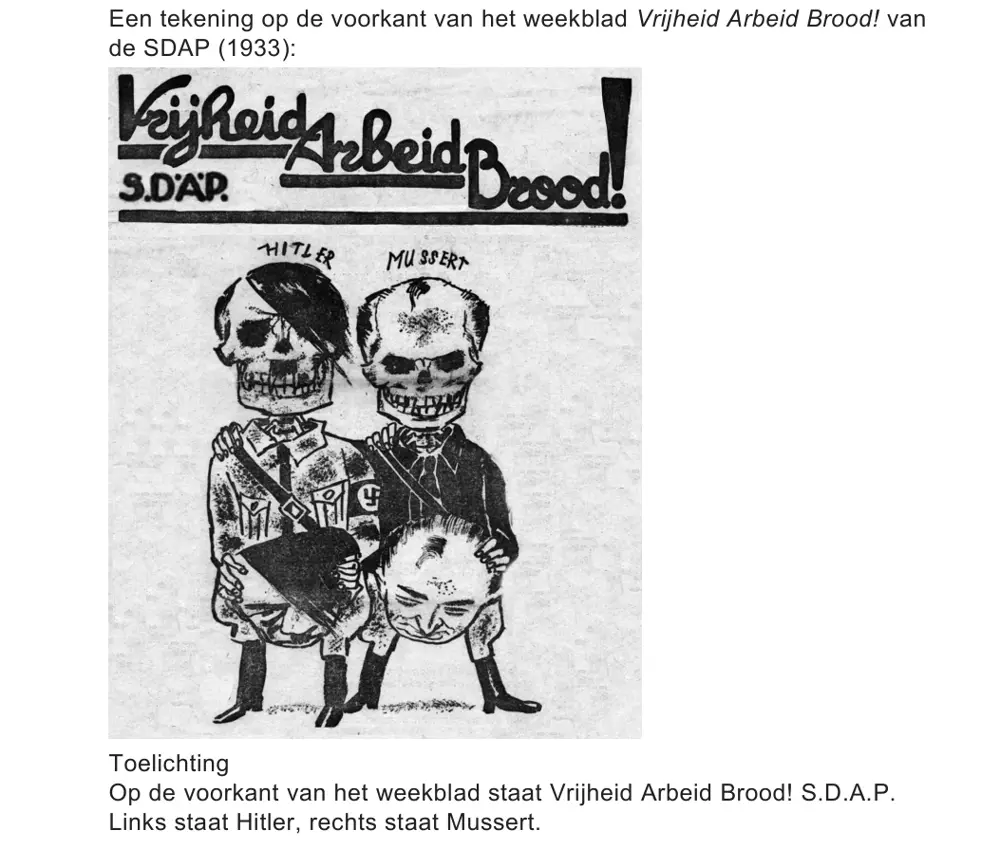 Een tekening op de voorkant van het weekblad Vrijheid Arbeid Brood! van
de SDAP (1933):
Vrijheid
Arbeid
Brood!
S.D.A.P.
HITLER
MUSSERT
Toelichting
Op de voorkant van het weekblad staat Vrijheid Arbeid Brood! S.D.A.P.
Links staat Hitler, rechts staat Mussert.